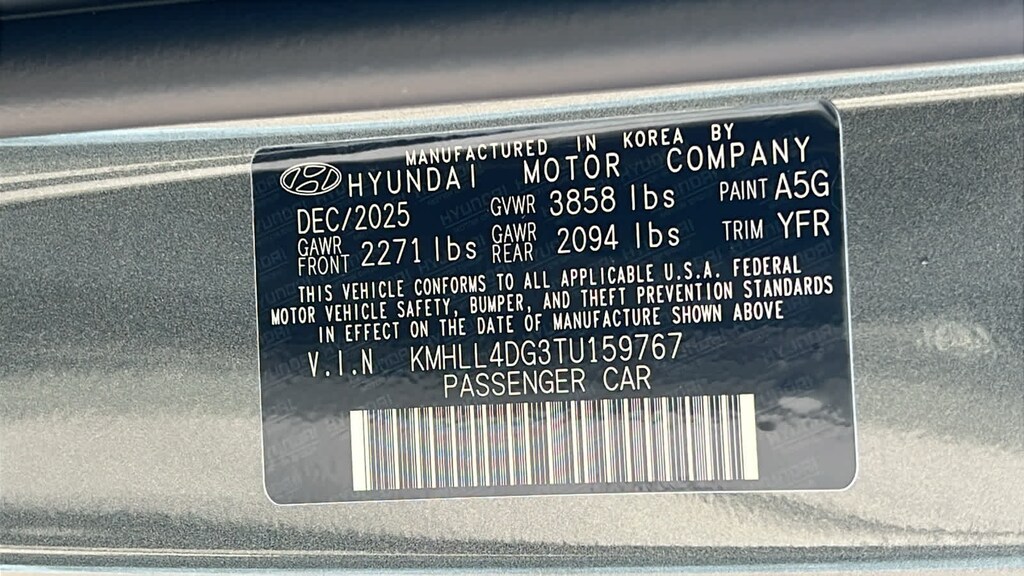 MANUFACTURED IN KOREA BY
HYUNDAI MOTOR COMPANY
DEC/2025 GVWR 3858 lbs PAINT A5G
GAWR FRONT 2271 lbs GAWR REAR 2094 lbs TRIM YFR
THIS VEHICLE CONFORMS TO ALL APPLICABLE U.S.A. FEDERAL
MOTOR VEHICLE SAFETY, BUMPER, AND THEFT PREVENTION STANDARDS
IN EFFECT ON THE DATE OF MANUFACTURE SHOWN ABOVE
V.I.N KMHLL4DG3TU159767
PASSENGER CAR